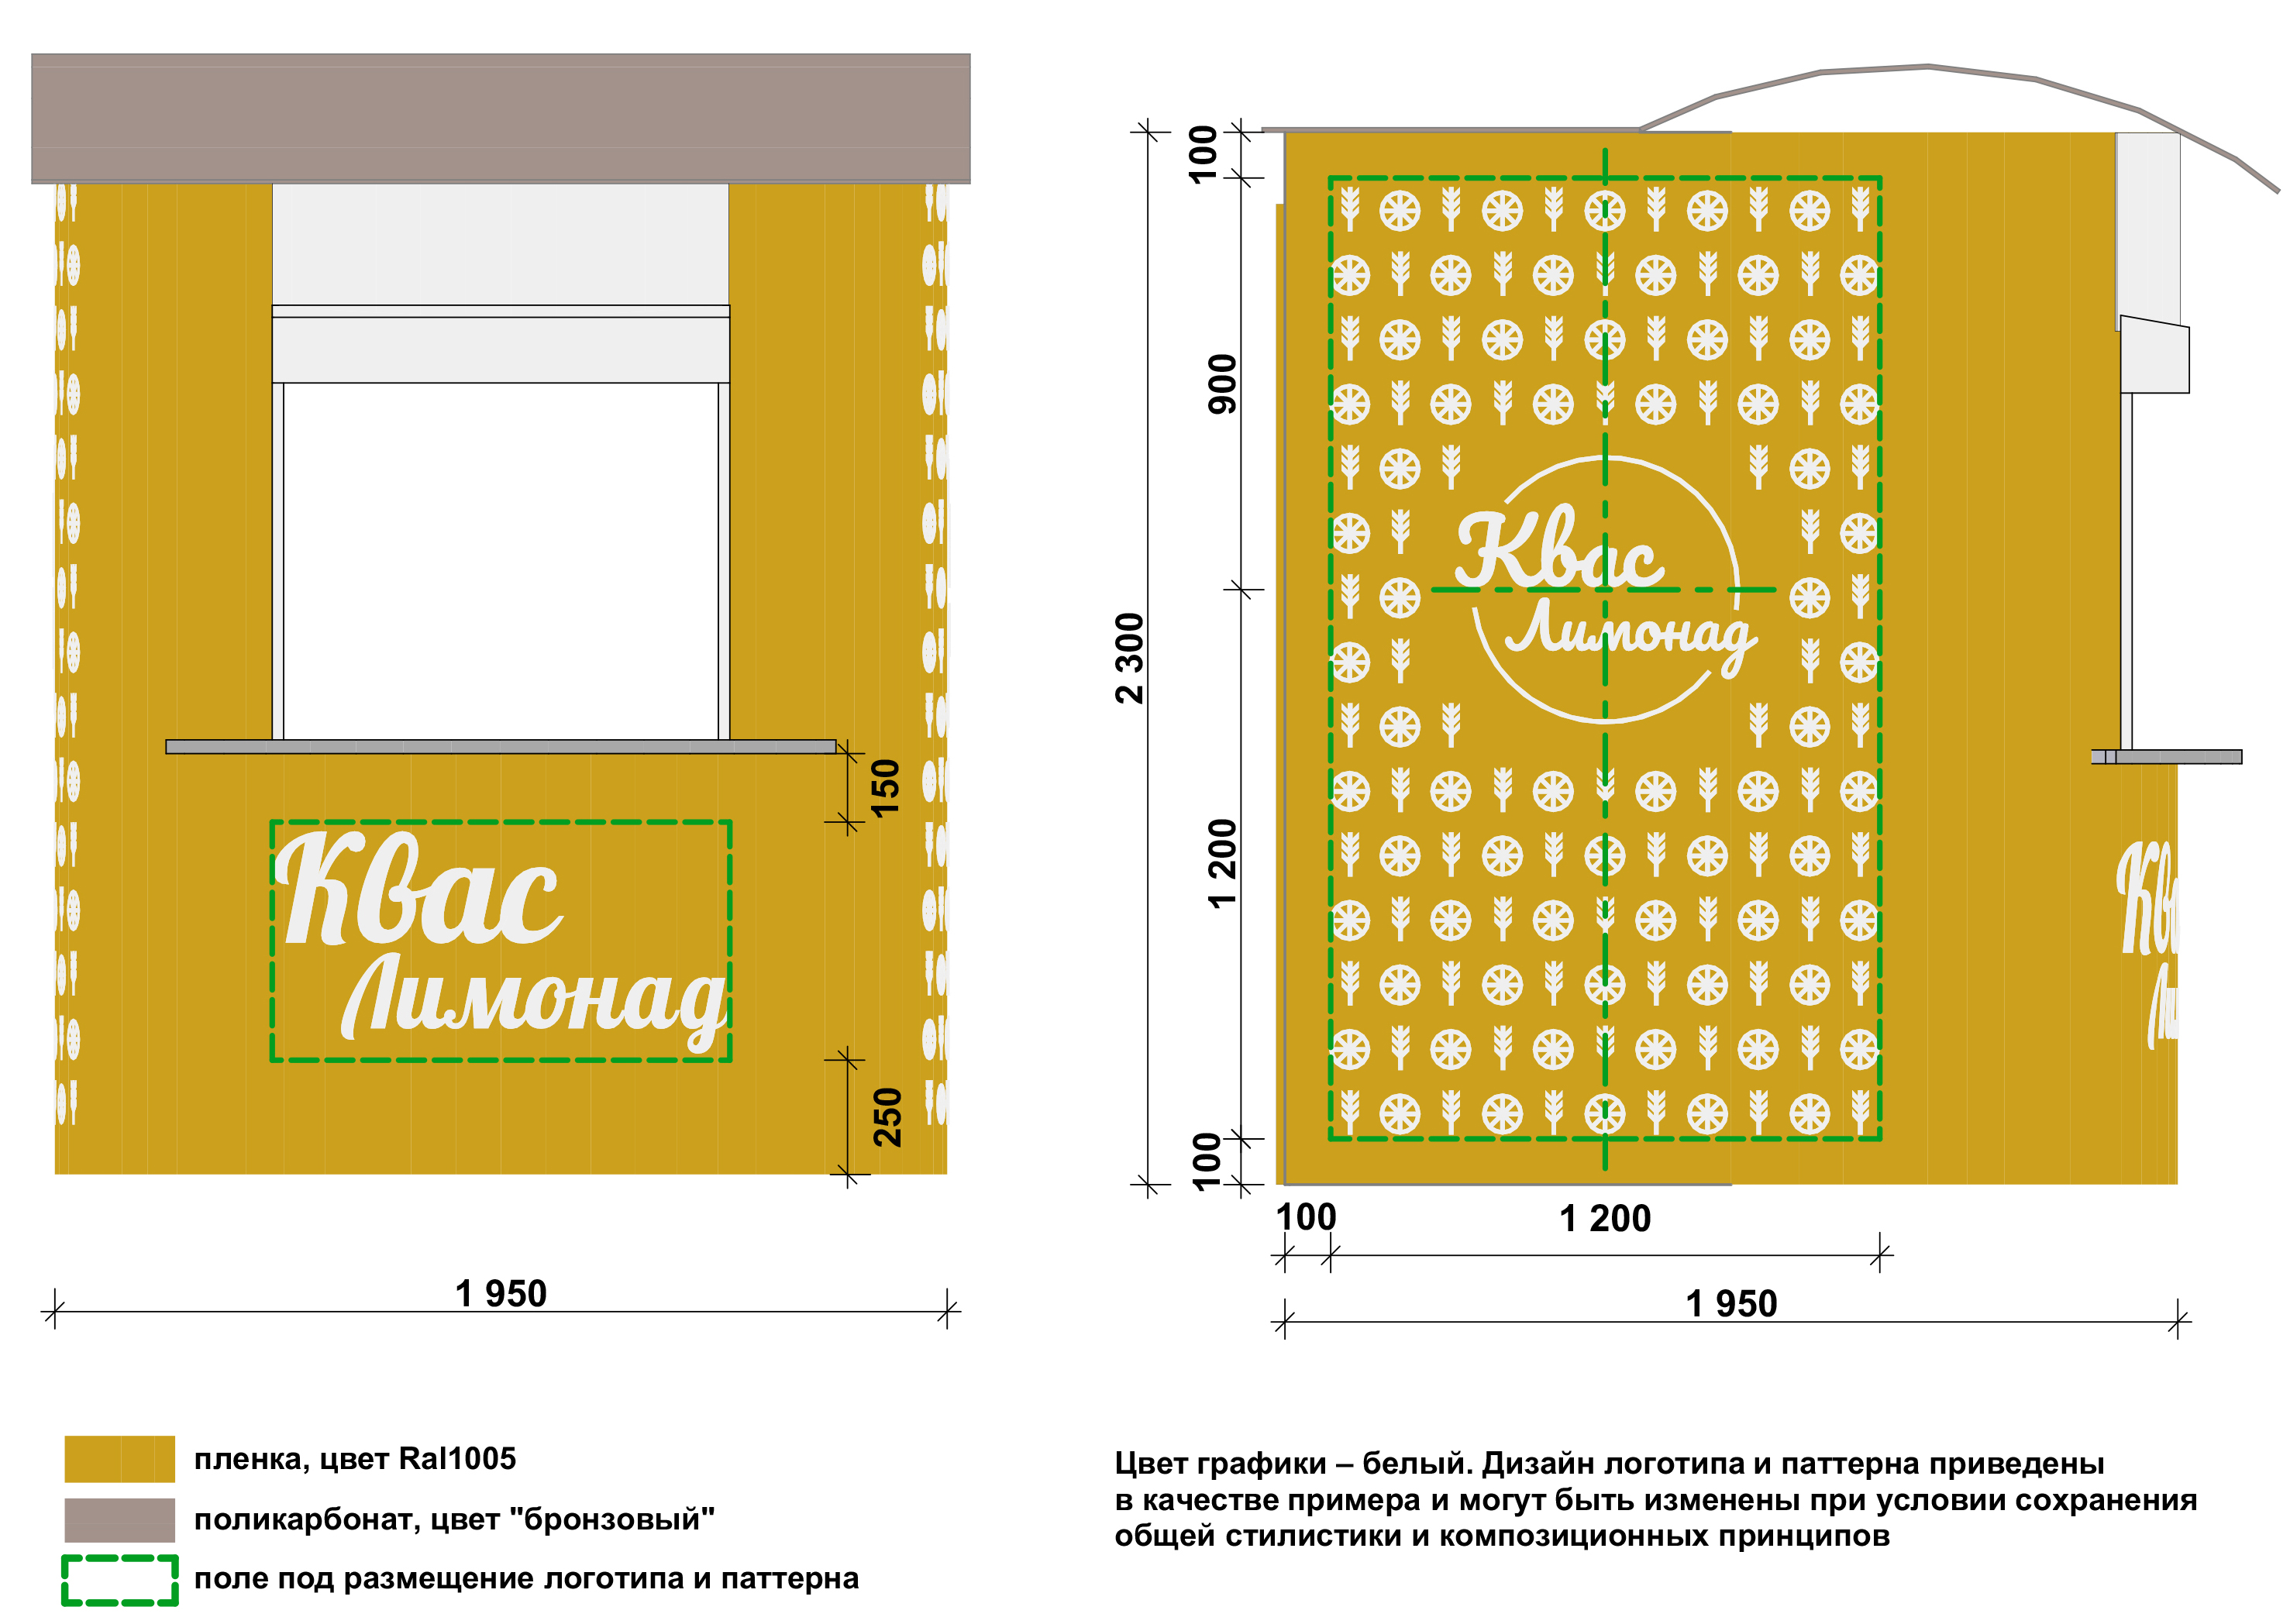 Квас
Лимонад
150
250
1 950
100
900
2 300
1 200
100
Квас
Лимонад
100
1 200
1 950
Ква
Ли
пленка, цвет Ral1005
поликарбонат, цвет "бронзовый"
поле под размещение логотипа и паттерна
Цвет графики – белый. Дизайн логотипа и паттерна приведены
в качестве примера и могут быть изменены при условии сохранения
общей стилистики и композиционных принципов